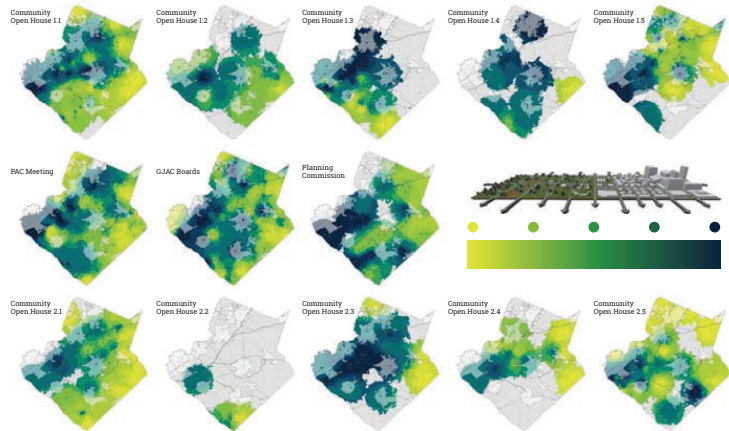 Community
Open House 1.1
Community
Open House 1.2
Community
Open House 1.3
Community
Open House 1.4
Community
Open House 1.5
PAC Meeting
GJAC Boards
Planning
Commission
Community
Open House 2.1
Community
Open House 2.2
Community
Open House 2.3
Community
Open House 2.4
Community
Open House 2.5